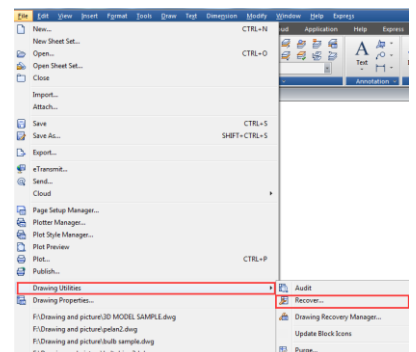 File Edit View Insert Format Tools Draw Text Dimension Modify Window Help Express
New... CTRL+N
New Sheet Set...
Open... CTRL+O
Open Sheet Set...
Close
Import...
Attach...
Save CTRL+S
Save As... SHIFT+CTRL+S
Export...
eTransmit...
Send...
Cloud
Page Setup Manager...
Plotter Manager...
Plot Style Manager...
Plot Preview
Plot... CTRL+P
Publish...
Drawing Utilities
Drawing Properties...
F:\Drawing and picture\3D MODEL SAMPLE.dwg
F:\Drawing and picture\pelan2.dwg
F:\Drawing and picture\bulb sample.dwg
oud Application Help Express
Text
Annotation
Audit
Recover...
Drawing Recovery Manager...
Update Block Icons
Purge...